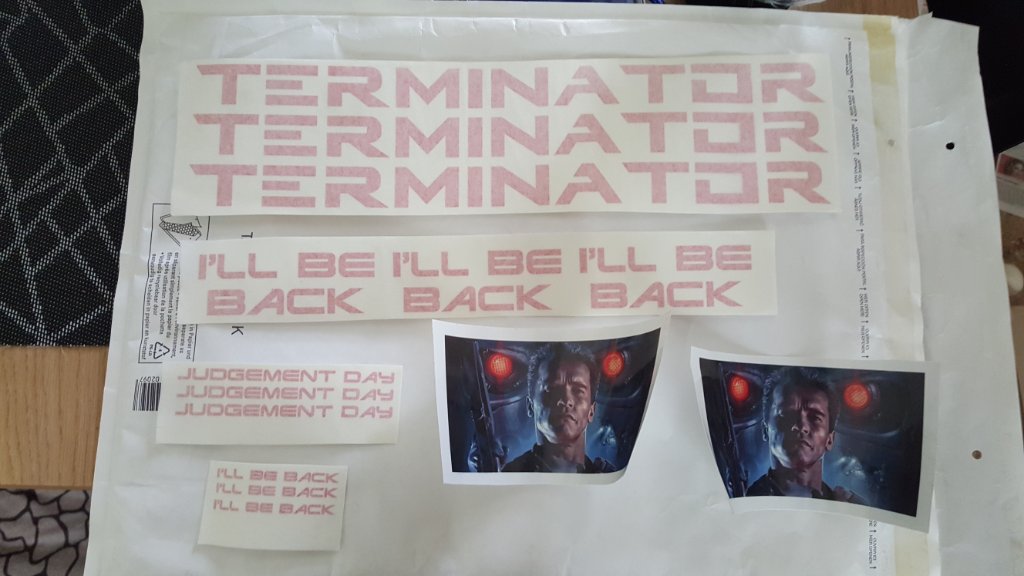 TERMINATOR
TERMINATOR
TERMINATOR
I'LL BE I'LL BE I'LL BE
BACK BACK BACK
JUDGEMENT DAY
JUDGEMENT DAY
JUDGEMENT DAY
I'LL BE BACK
I'LL BE BACK
I'LL BE BACK